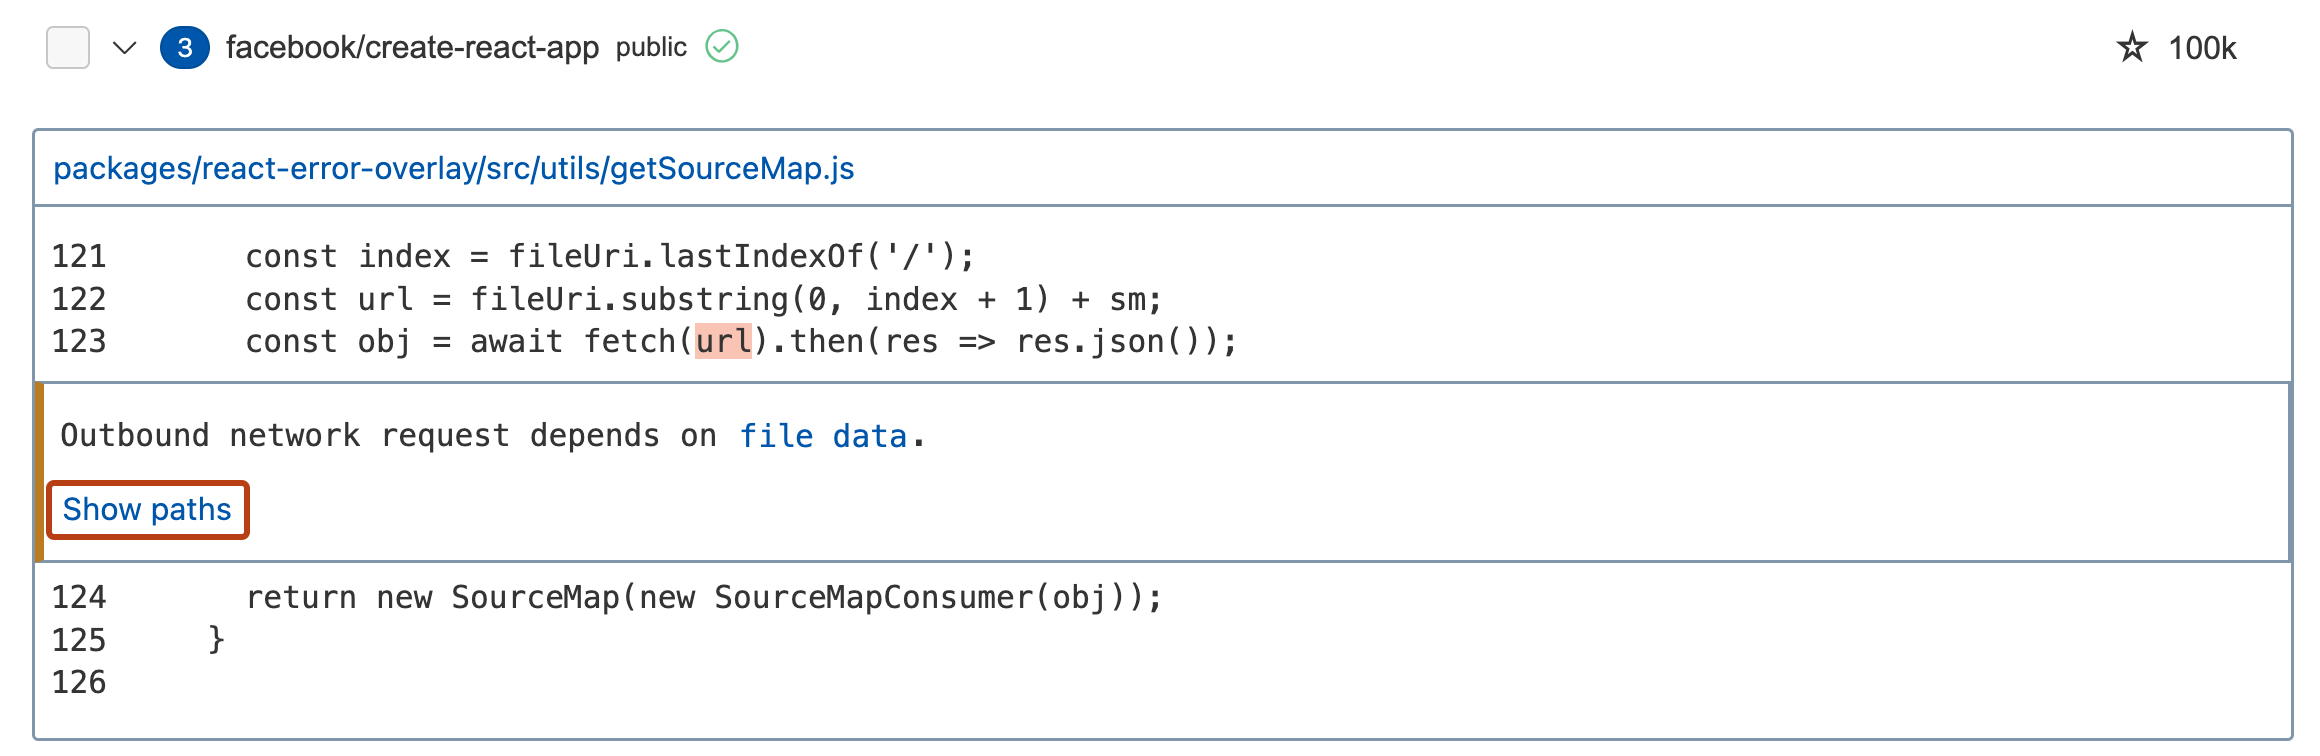 3 facebook/create-react-app public 100k
packages/react-error-overlay/src/utils/getSourceMap.js
121 const index = fileUri.lastIndexOf('/');
122 const url = fileUri.substring(0, index + 1) + sm;
123 const obj = await fetch(url).then(res => res.json());
Outbound network request depends on file data.
Show paths
124 return new SourceMap(new SourceMapConsumer(obj));
125 }
126